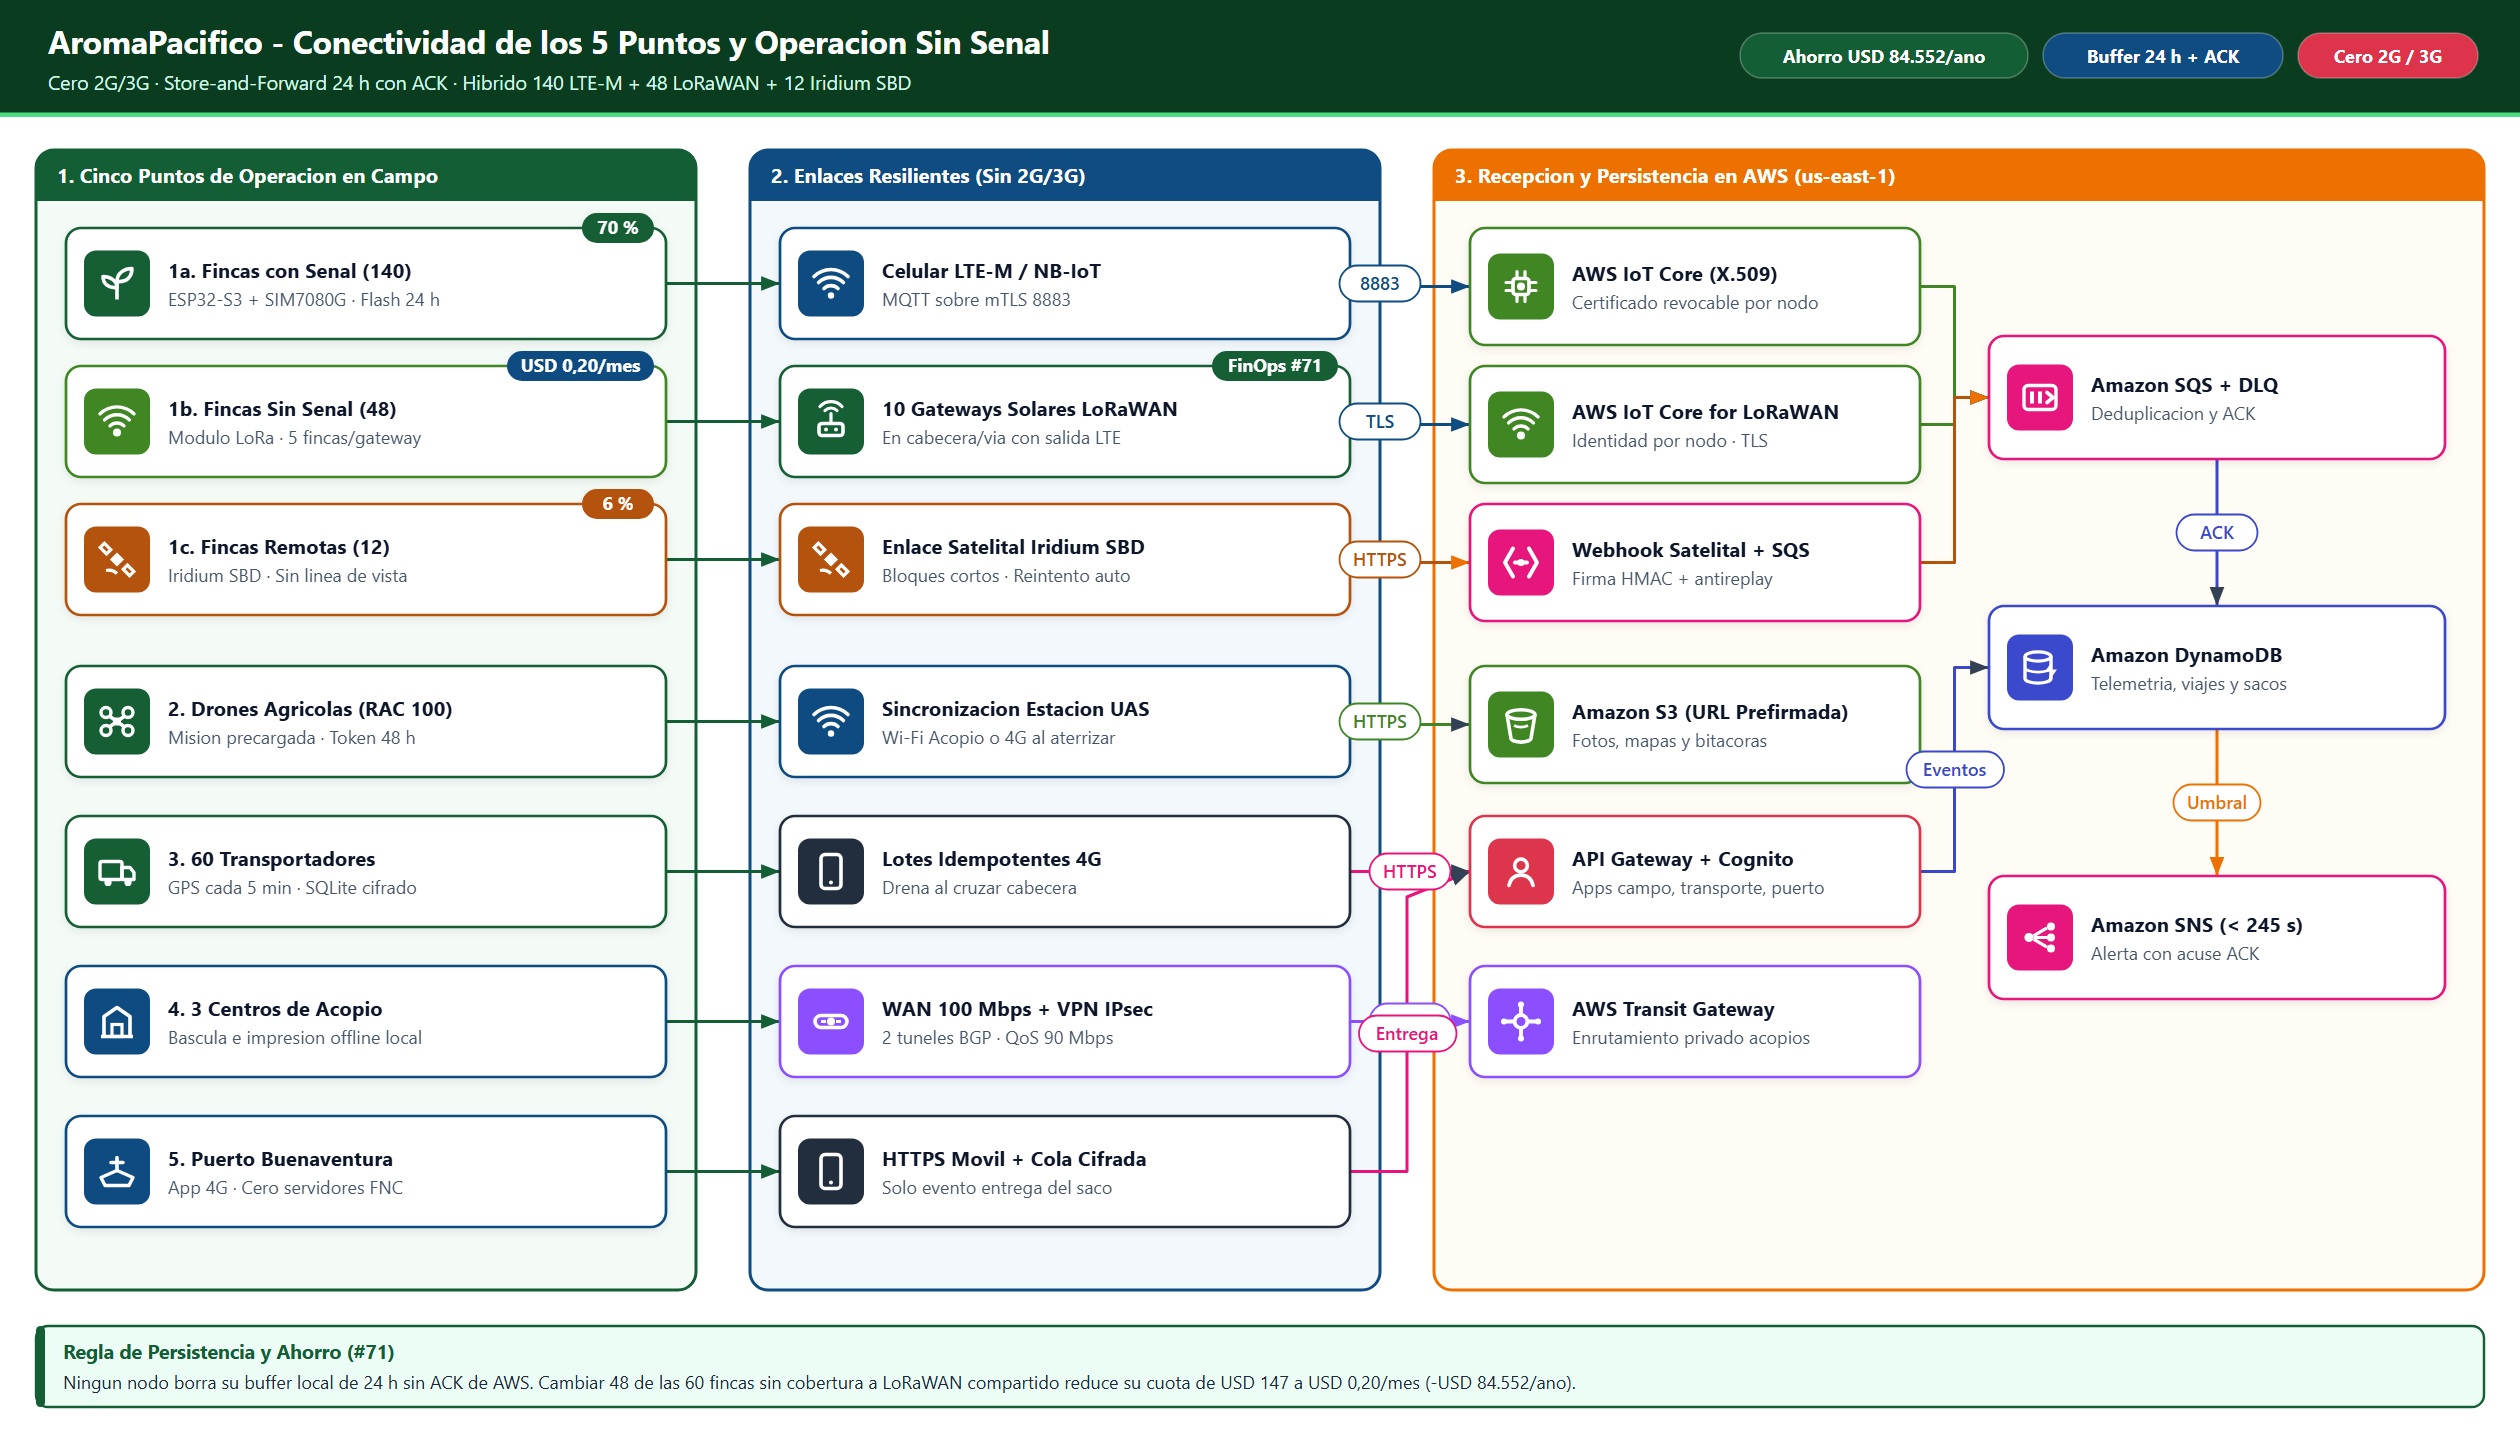 AromaPacifico - Conectividad de los 5 Puntos y Operacion Sin Senal
Cero 2G/3G · Store-and-Forward 24 h con ACK · Hibrido 140 LTE-M + 48 LoRaWAN + 12 Iridium SBD
Ahorro USD 84.552/ano
Buffer 24 h + ACK
Cero 2G / 3G
1. Cinco Puntos de Operacion en Campo
70 %
1a. Fincas con Senal (140)
ESP32-S3 + SIM7080G · Flash 24 h
USD 0,20/mes
1b. Fincas Sin Senal (48)
Modulo LoRa · 5 fincas/gateway
6 %
1c. Fincas Remotas (12)
Iridium SBD · Sin linea de vista
2. Drones Agricolas (RAC 100)
Mision precargada · Token 48 h
3. 60 Transportadores
GPS cada 5 min · SQLite cifrado
4. 3 Centros de Acopio
Bascula e impresion offline local
5. Puerto Buenaventura
App 4G · Cero servidores FNC
2. Enlaces Resilientes (Sin 2G/3G)
Celular LTE-M / NB-IoT
MQTT sobre mTLS 8883
8883
FinOps #71
10 Gateways Solares LoRaWAN
En cabecera/via con salida LTE
TLS
Enlace Satelital Iridium SBD
Bloques cortos · Reintento auto
HTTPS
Sincronizacion Estacion UAS
Wi-Fi Acopio o 4G al aterrizar
HTTPS
Lotes Idempotentes 4G
Drena al cruzar cabecera
HTTPS
WAN 100 Mbps + VPN IPsec
2 tuneles BGP · QoS 90 Mbps
Entrega
HTTPS Movil + Cola Cifrada
Solo evento entrega del saco
3. Recepcion y Persistencia en AWS (us-east-1)
AWS IoT Core (X.509)
Certificado revocable por nodo
AWS IoT Core for LoRaWAN
Identidad por nodo · TLS
Webhook Satelital + SQS
Firma HMAC + antireplay
Amazon S3 (URL Prefirmada)
Fotos, mapas y bitacoras
Eventos
API Gateway + Cognito
Apps campo, transporte, puerto
AWS Transit Gateway
Enrutamiento privado acopios
Amazon SQS + DLQ
Deduplicacion y ACK
ACK
Amazon DynamoDB
Telemetria, viajes y sacos
Umbral
Amazon SNS (< 245 s)
Alerta con acuse ACK
Regla de Persistencia y Ahorro (#71)
Ningun nodo borra su buffer local de 24 h sin ACK de AWS. Cambiar 48 de las 60 fincas sin cobertura a LoRaWAN compartido reduce su cuota de USD 147 a USD 0,20/mes (-USD 84.552/ano).